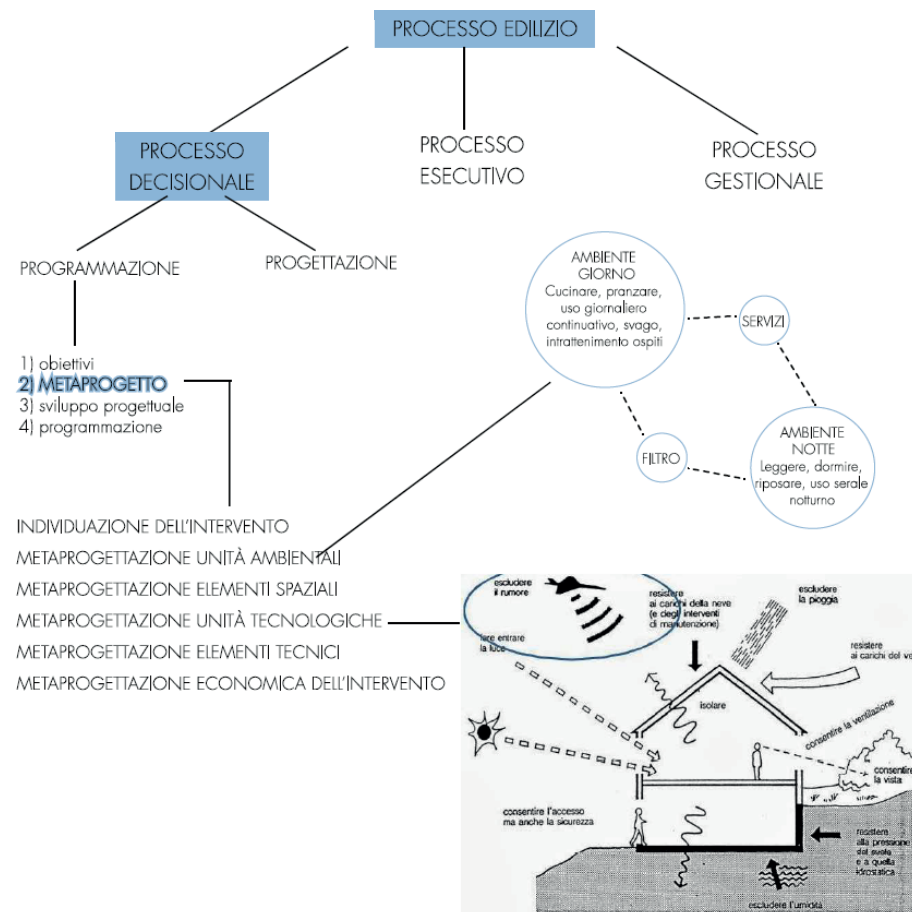 PROCESSO EDILIZIO
PROCESSO
DECISIONALE
PROCESSO
ESECUTIVO
PROCESSO
GESTIONALE
PROGRAMMAZIONE
PROGETTAZIONE
1) obiettivi
2) METAPROGETTO
3) sviluppo progettuale
4) programmazione
AMBIENTE
GIORNO
Cucinare, pranzare,
uso giornaliero
continuativo, svago,
intrattenimento ospiti
SERVIZI
FILTRO
AMBIENTE
NOTTE
Leggere, dormire,
riposare, uso serale
notturno
INDIVIDUAZIONE DELL'INTERVENTO
METAPROGETTAZIONE UNITÀ AMBIENTALI
METAPROGETTAZIONE ELEMENTI SPAZIALI
METAPROGETTAZIONE UNITÀ TECNOLOGICHE
METAPROGETTAZIONE ELEMENTI TECNICI
METAPROGETTAZIONE ECONOMICA DELL'INTERVENTO
escludere
il rumore
resistere
ai carichi della neve
(e degli interventi
di manutenzione)
escludere
la pioggia
fare entrare
la luce
resistere
ai carichi del ve
isolare
consentire la ventilazione
consentire
la vista
consentire l'accesso
ma anche la sicurezza
resistere
alla pressione
del suolo
e a quella
idrostatica
escludere l'umidità